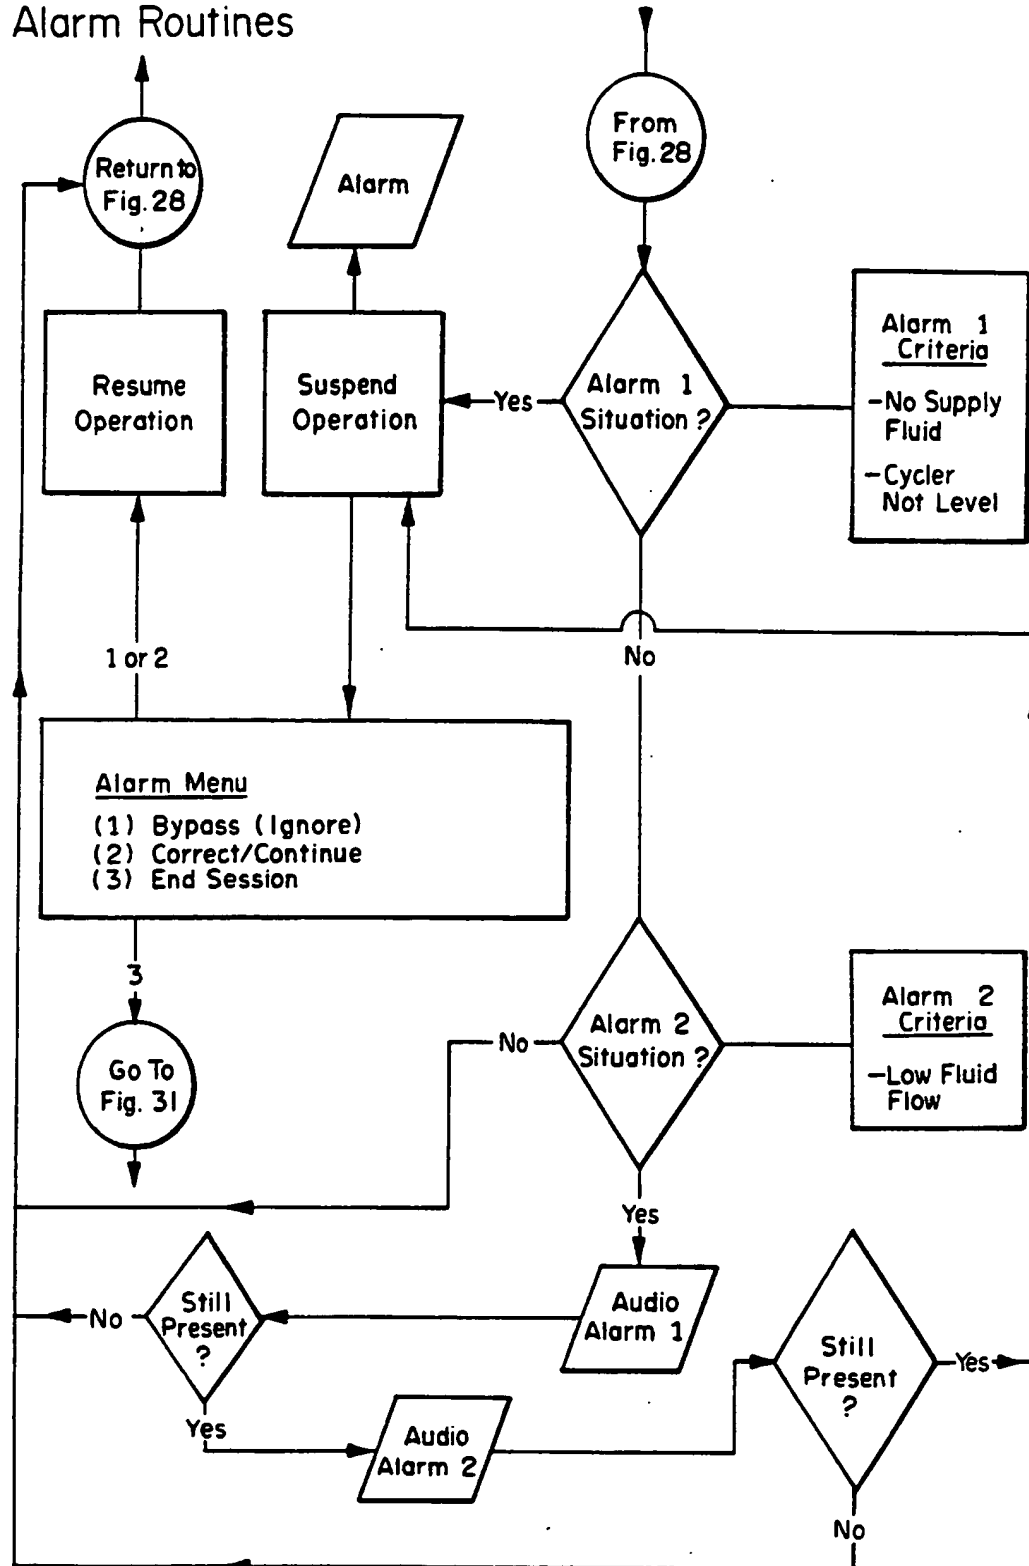 Alarm Routines
From
Fig. 28
Return to
Fig. 28
Alarm
Resume
Operation
Suspend
Operation
Yes
Alarm 1
Situation ?
Alarm 1
Criteria
-No Supply
Fluid
-Cycler
Not Level
1 or 2
No
Alarm Menu
(1) Bypass (Ignore)
(2) Correct/Continue
(3) End Session
3
Go To
Fig. 31
No
Alarm 2
Situation ?
Alarm 2
Criteria
-Low Fluid
Flow
Yes
Audio
Alarm 1
No
Still
Present
?
Yes
Audio
Alarm 2
Still
Present
?
Yes
No